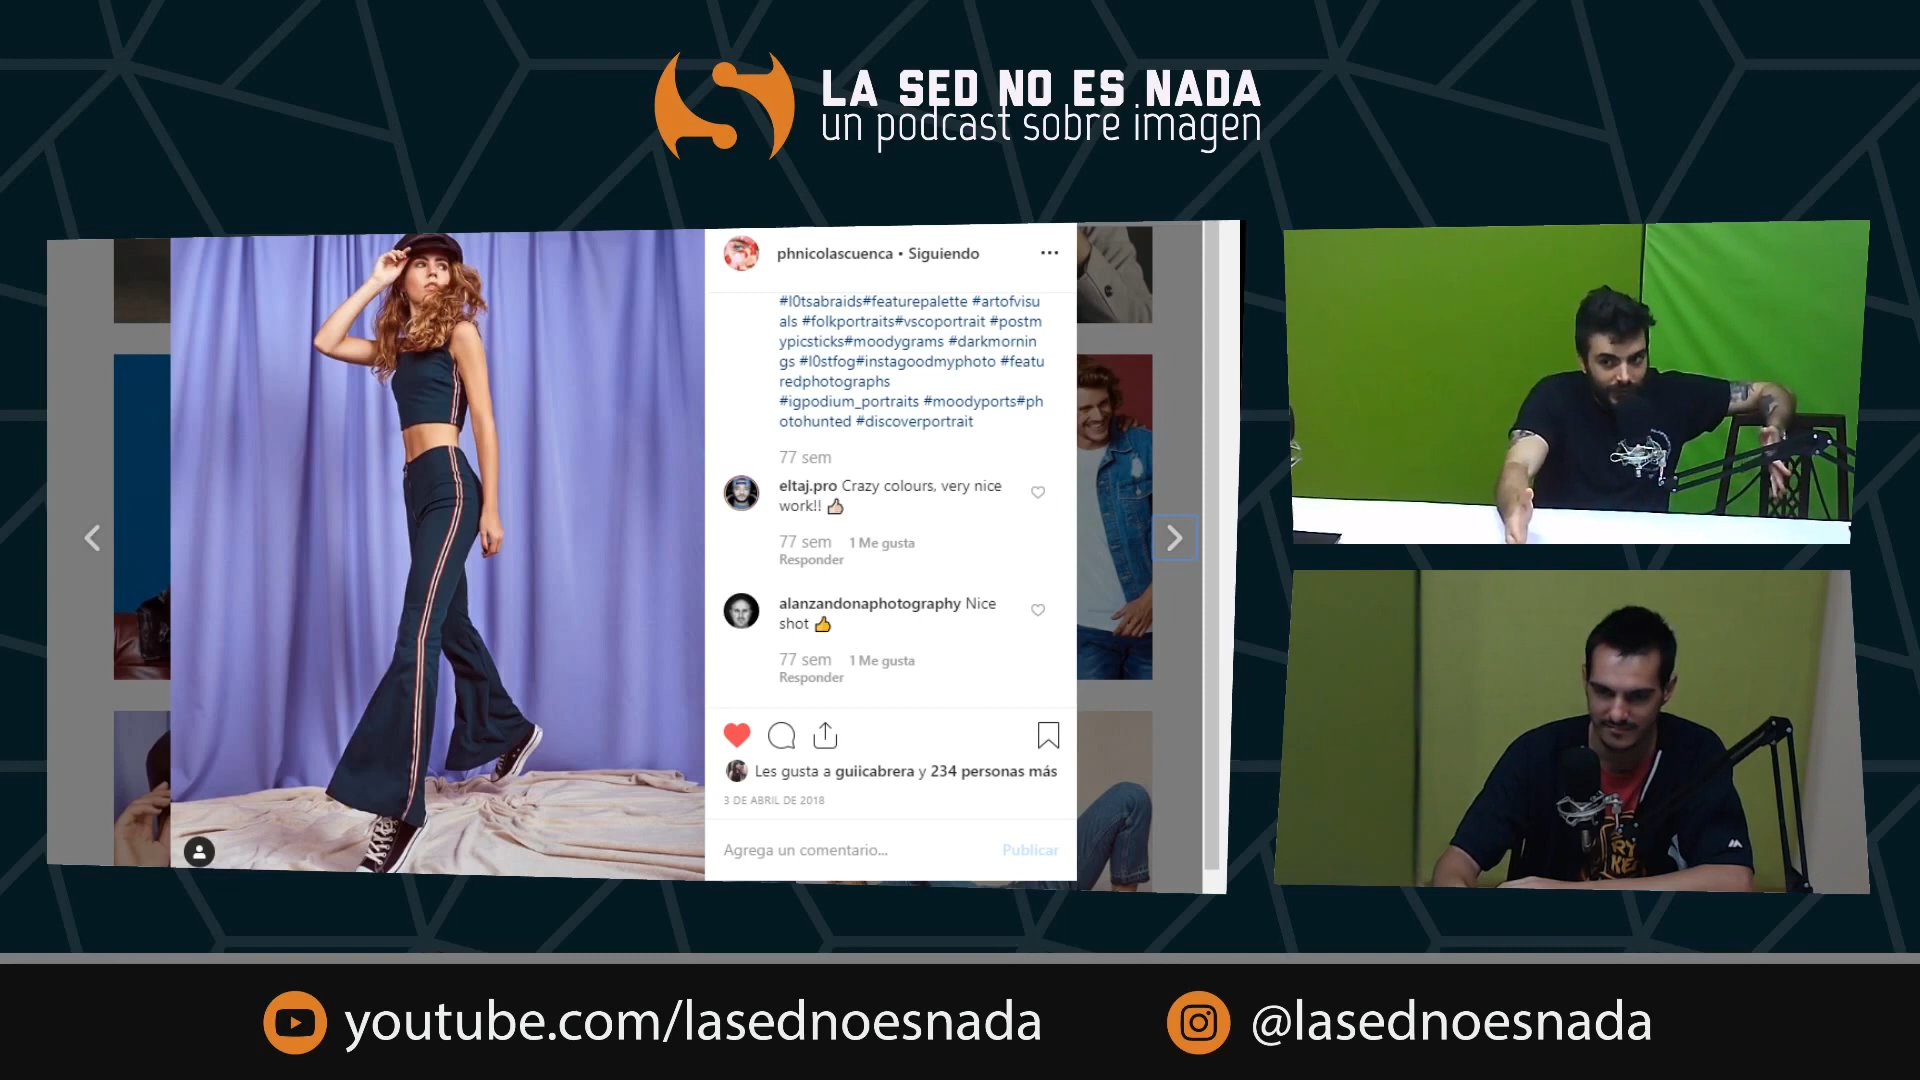 LA SED NO ES NADA
un podcast sobre imagen
phnicolascuenca • Siguiendo
#l0tsabraids#featurepalette #artofvisu
als #folkportraits#vscoportrait #postm
ypicsticks#moodygrams #darkmornin
gs #l0stfog#instagoodmyphoto #featu
redphotographs
#igpodium_portraits #moodyports#ph
otohunted #discoverportrait
77 sem
eltaj.pro Crazy colours, very nice
work!! 👍
77 sem 1 Me gusta
Responder
alanzandonaphotography Nice
shot 👍
77 sem 1 Me gusta
Responder
Les gusta a guiicabrera y 234 personas más
3 DE ABRIL DE 2018
Agrega un comentario...
Publicar
youtube.com/lasednoesnada
@lasednoesnada